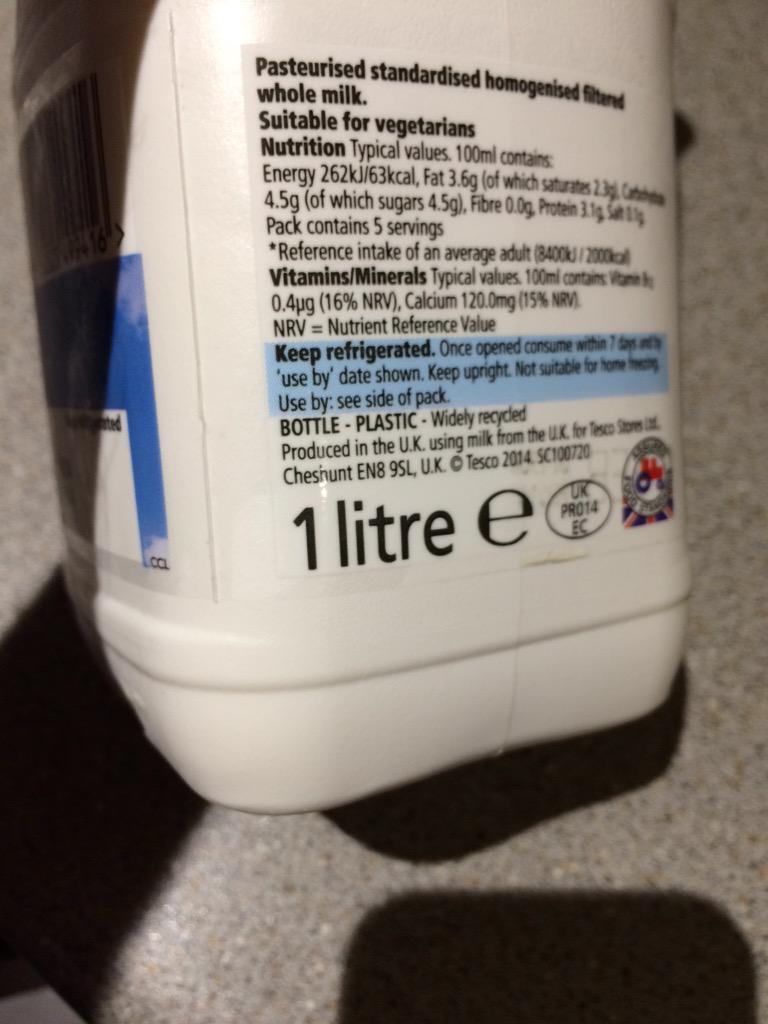 Pasteurised standardised homogenised filtered
whole milk.
Suitable for vegetarians
Nutrition Typical values. 100ml contains:
Energy 262kJ/63kcal, Fat 3.6g (of which saturates 2.3g), Carbohydrate
4.5g (of which sugars 4.5g), Fibre 0.0g, Protein 3.1g, Salt 0.1g
Pack contains 5 servings
*Reference intake of an average adult (8400kJ / 2000kcal)
Vitamins/Minerals Typical values. 100ml contains: Vitamin B12
0.4µg (16% NRV), Calcium 120.0mg (15% NRV).
NRV = Nutrient Reference Value
Keep refrigerated. Once opened consume within 7 days and by
'use by' date shown. Keep upright. Not suitable for home freezing.
Use by: see side of pack.
BOTTLE - PLASTIC - Widely recycled
Produced in the U.K. using milk from the U.K. for Tesco Stores Ltd.,
Cheshunt EN8 9SL, U.K. © Tesco 2014. SC100720
1 litre e
UK
PR014
EC
CCL